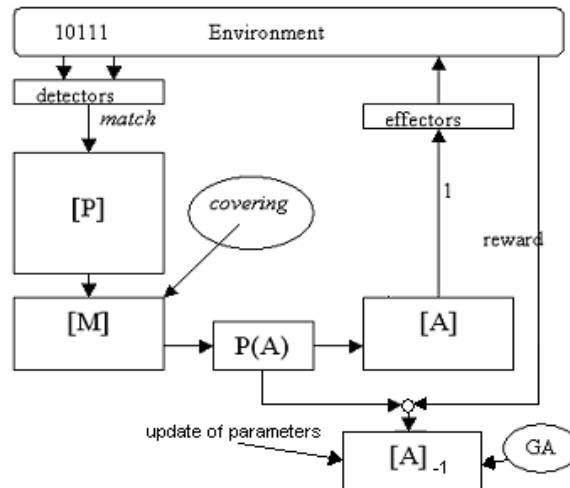 10111 Environment
detectors
match
effectors
[P]
covering
1
reward
[M]
P(A)
[A]
update of parameters
[A] -1
GA